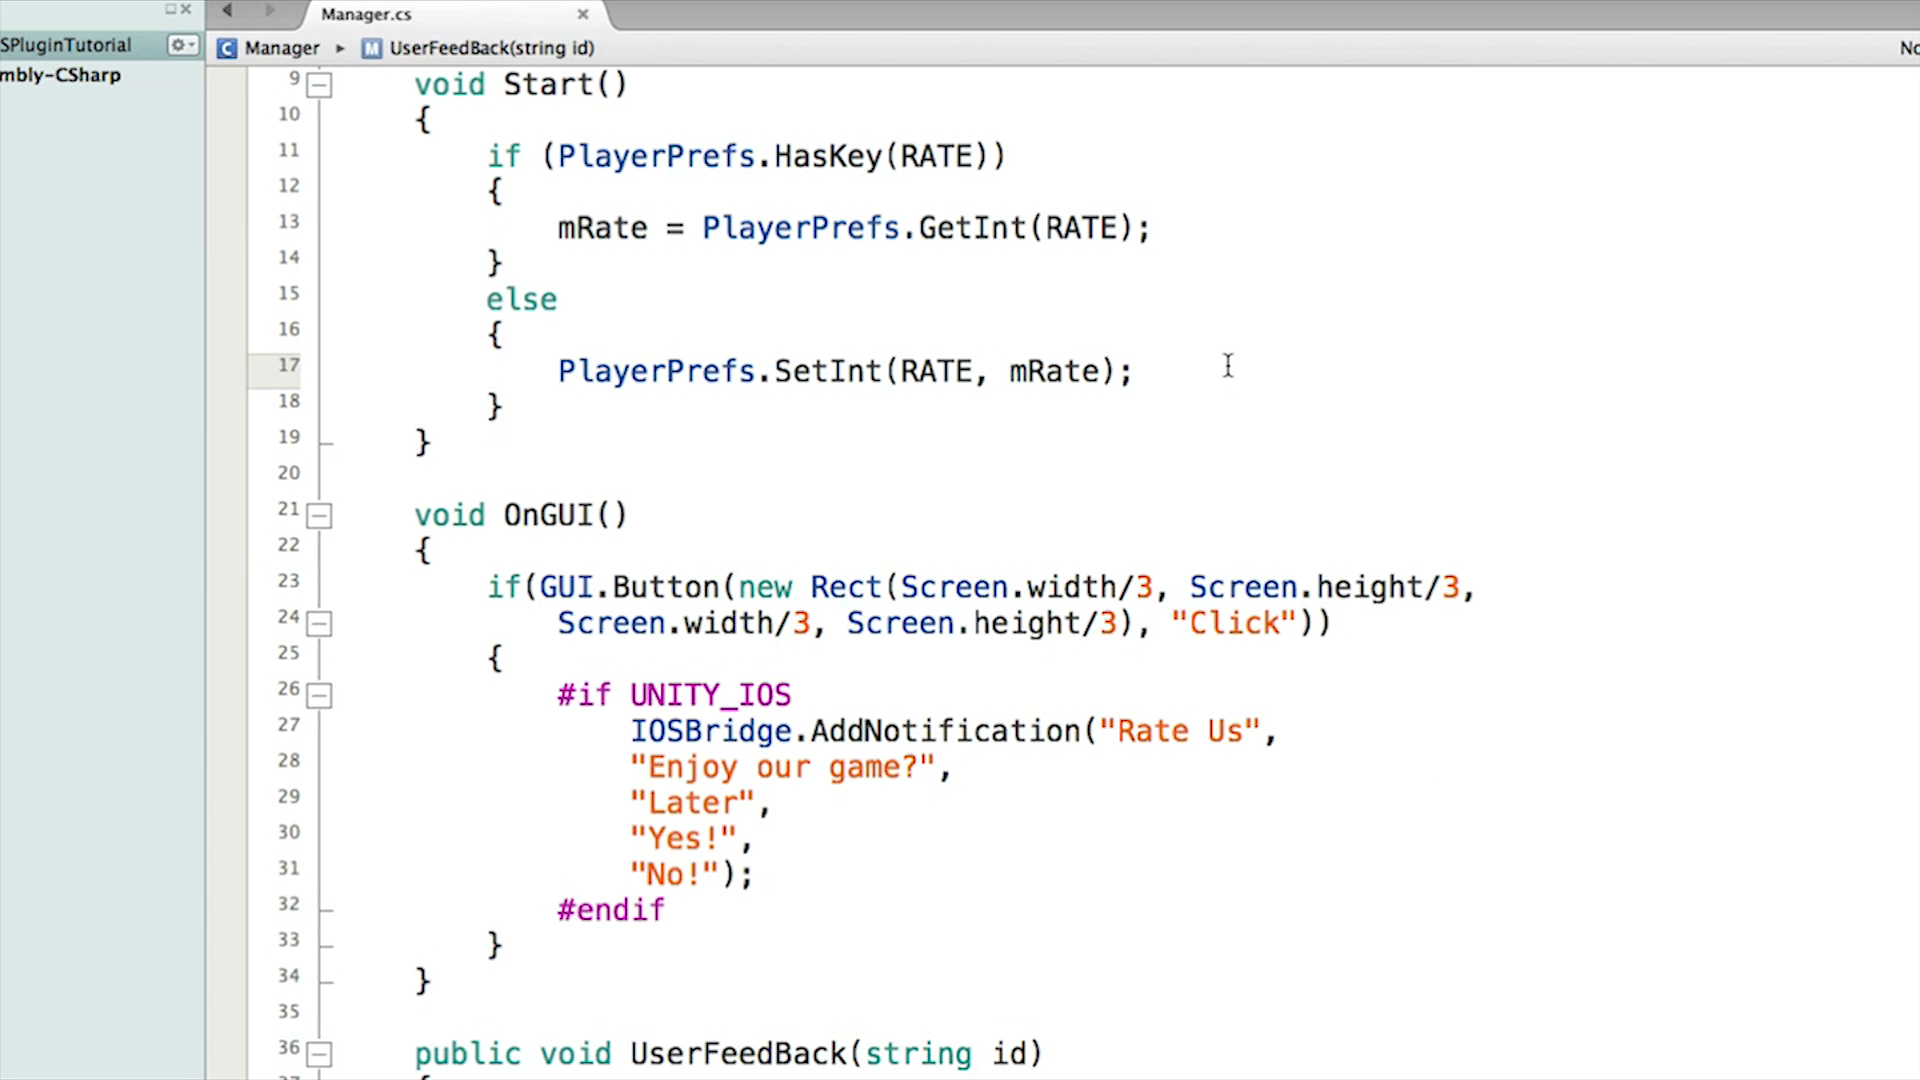 Manager.cs
SPluginTutorial
Manager ▸ UserFeedBack(string id)
No
mbly-CSharp
9 void Start()
10 {
11 if (PlayerPrefs.HasKey(RATE))
12 {
13 mRate = PlayerPrefs.GetInt(RATE);
14 }
15 else
16 {
17 PlayerPrefs.SetInt(RATE, mRate);
18 }
19 }
20
21 void OnGUI()
22 {
23 if(GUI.Button(new Rect(Screen.width/3, Screen.height/3,
24 Screen.width/3, Screen.height/3), "Click"))
25 {
26 #if UNITY_IOS
27 IOSBridge.AddNotification("Rate Us",
28 "Enjoy our game?",
29 "Later",
30 "Yes!",
31 "No!");
32 #endif
33 }
34 }
35
36 public void UserFeedBack(string id)